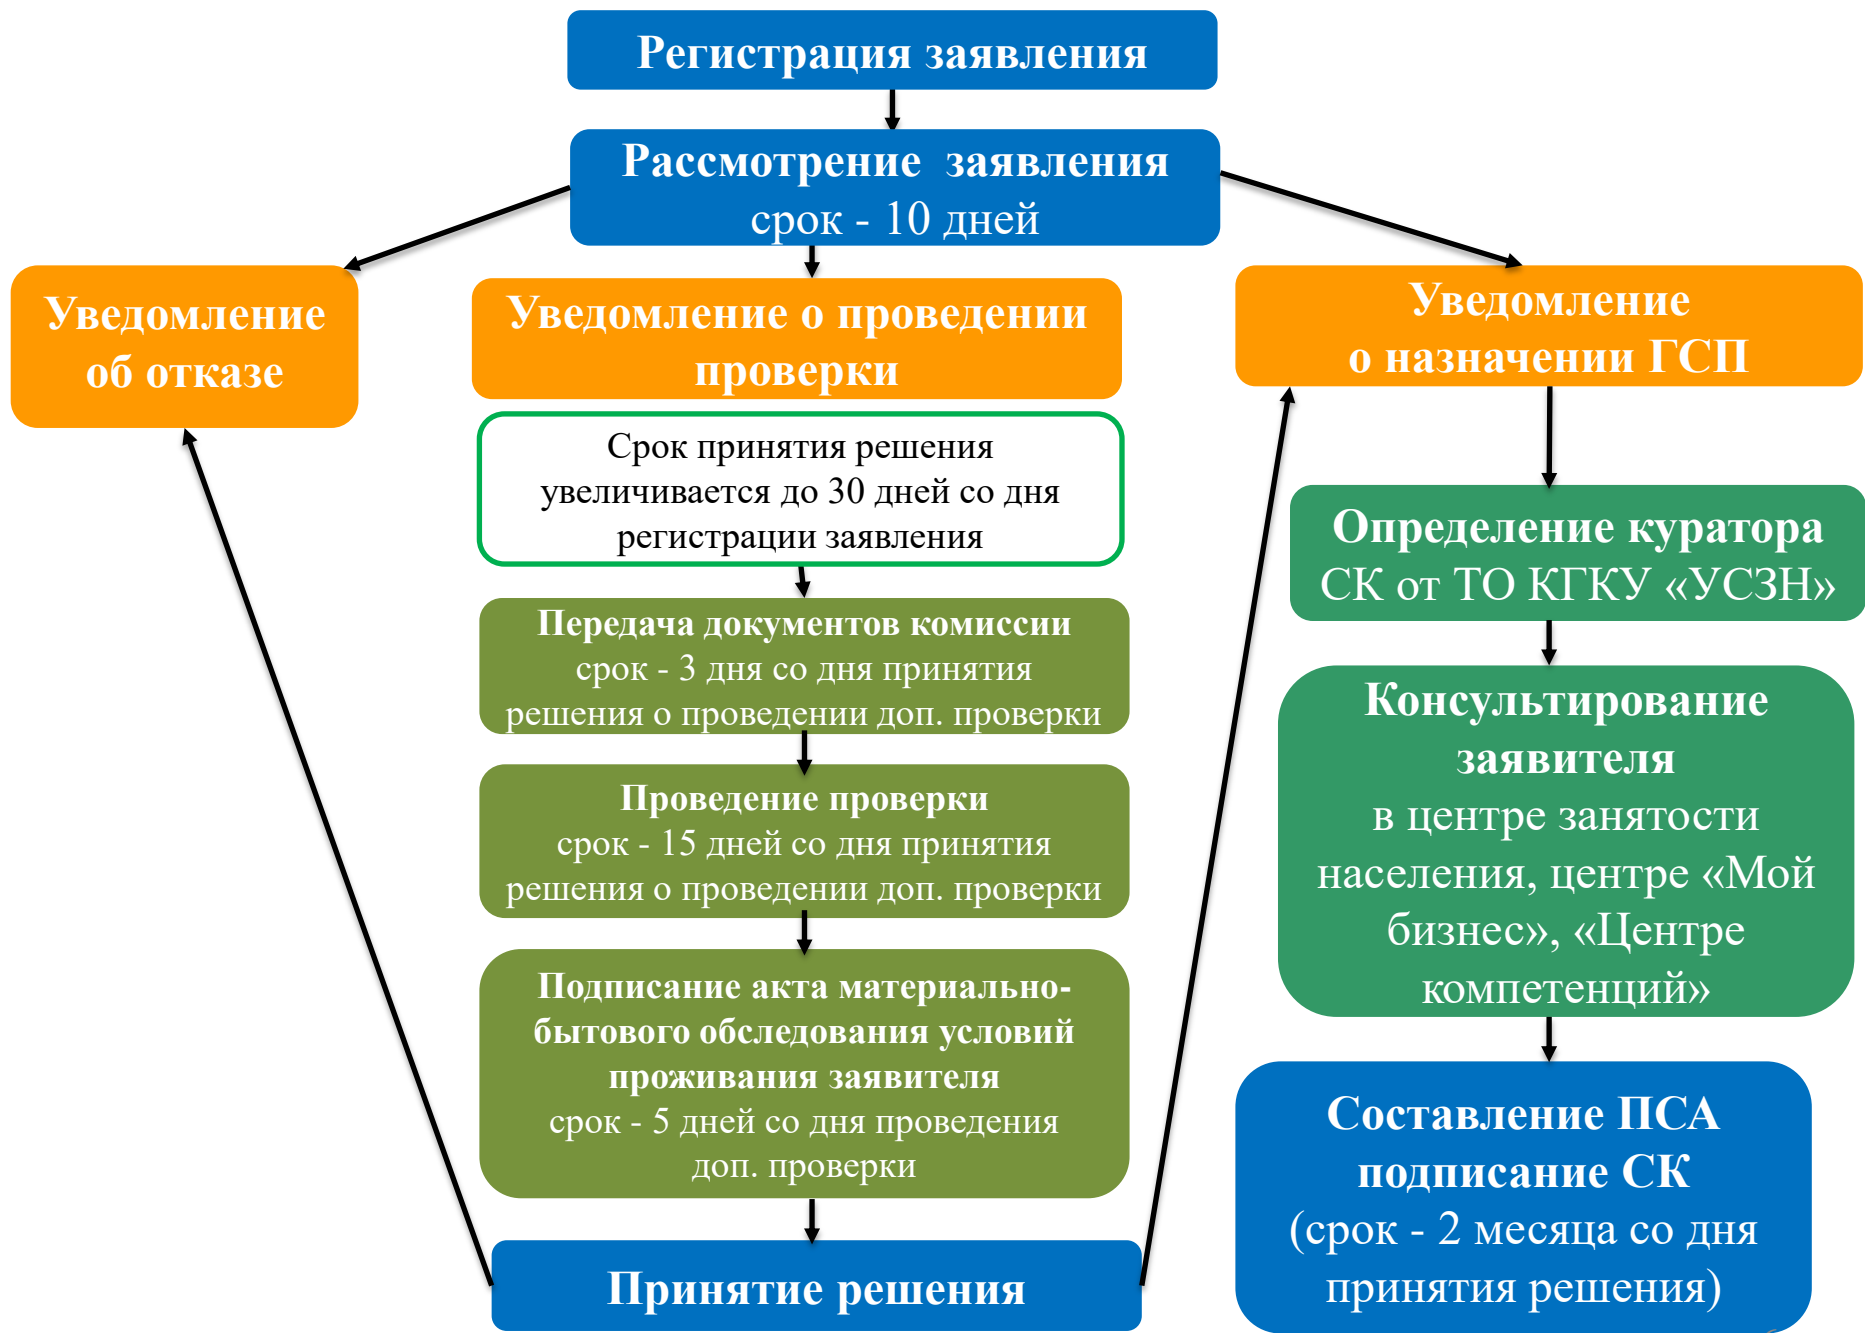 Регистрация заявления
Рассмотрение заявления
срок - 10 дней
Уведомление
об отказе
Уведомление о проведении
проверки
Срок принятия решения
увеличивается до 30 дней со дня
регистрации заявления
Передача документов комиссии
срок - 3 дня со дня принятия
решения о проведении доп. проверки
Проведение проверки
срок - 15 дней со дня принятия
решения о проведении доп. проверки
Подписание акта материально-
бытового обследования условий
проживания заявителя
срок - 5 дней со дня проведения
доп. проверки
Принятие решения
Уведомление
о назначении ГСП
Определение куратора
СК от ТО КГКУ «УСЗН»
Консультирование
заявителя
в центре занятости
населения, центре «Мой
бизнес», «Центре
компетенций»
Составление ПСА
подписание СК
(срок - 2 месяца со дня
принятия решения)